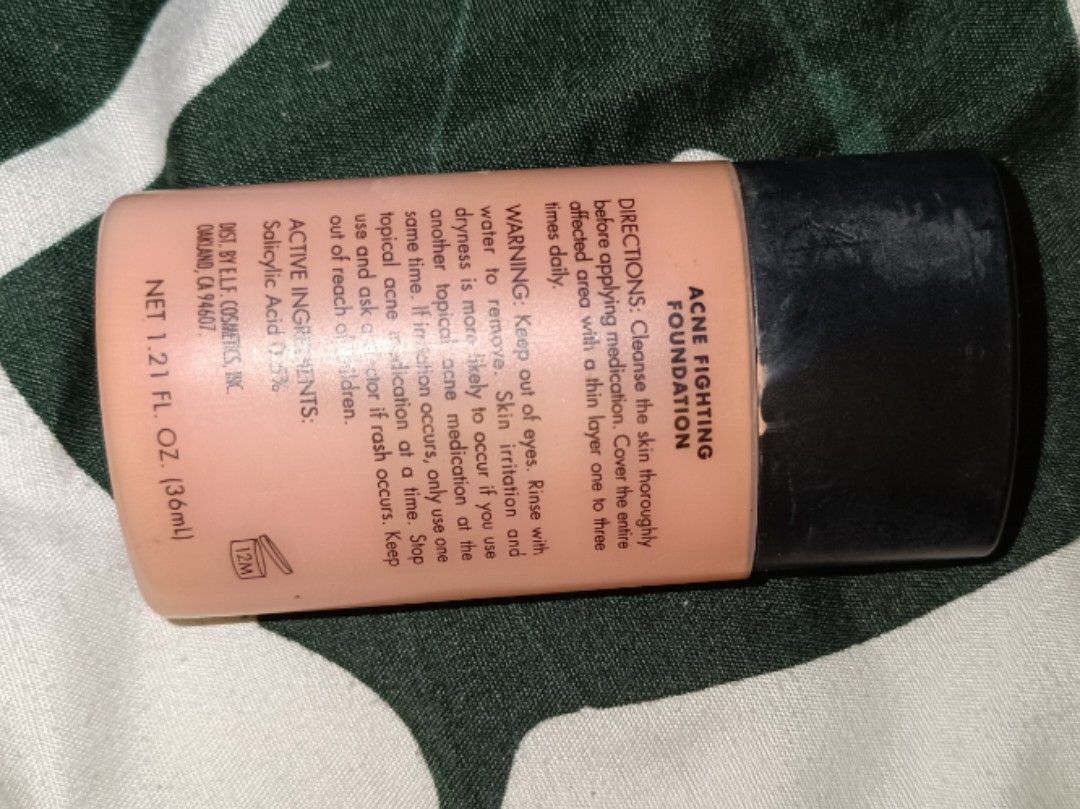 ACNE FIGHTING
FOUNDATION
DIRECTIONS: Cleanse the skin thoroughly
before applying medication. Cover the entire
affected area with a thin layer one to three
times daily.
WARNING: Keep out of eyes. Rinse with
water to remove. Skin irritation and
dryness is more likely to occur if you use
another topical acne medication at the
same time. If irritation occurs, only use one
topical acne medication at a time. Stop
use and ask a doctor if rash occurs. Keep
out of reach of children.
ACTIVE INGREDIENTS:
Salicylic Acid 0.5%
DIST. BY E.L.F. COSMETICS, INC.
OAKLAND, CA 94607
NET 1.21 FL. OZ. (36mL)
12M